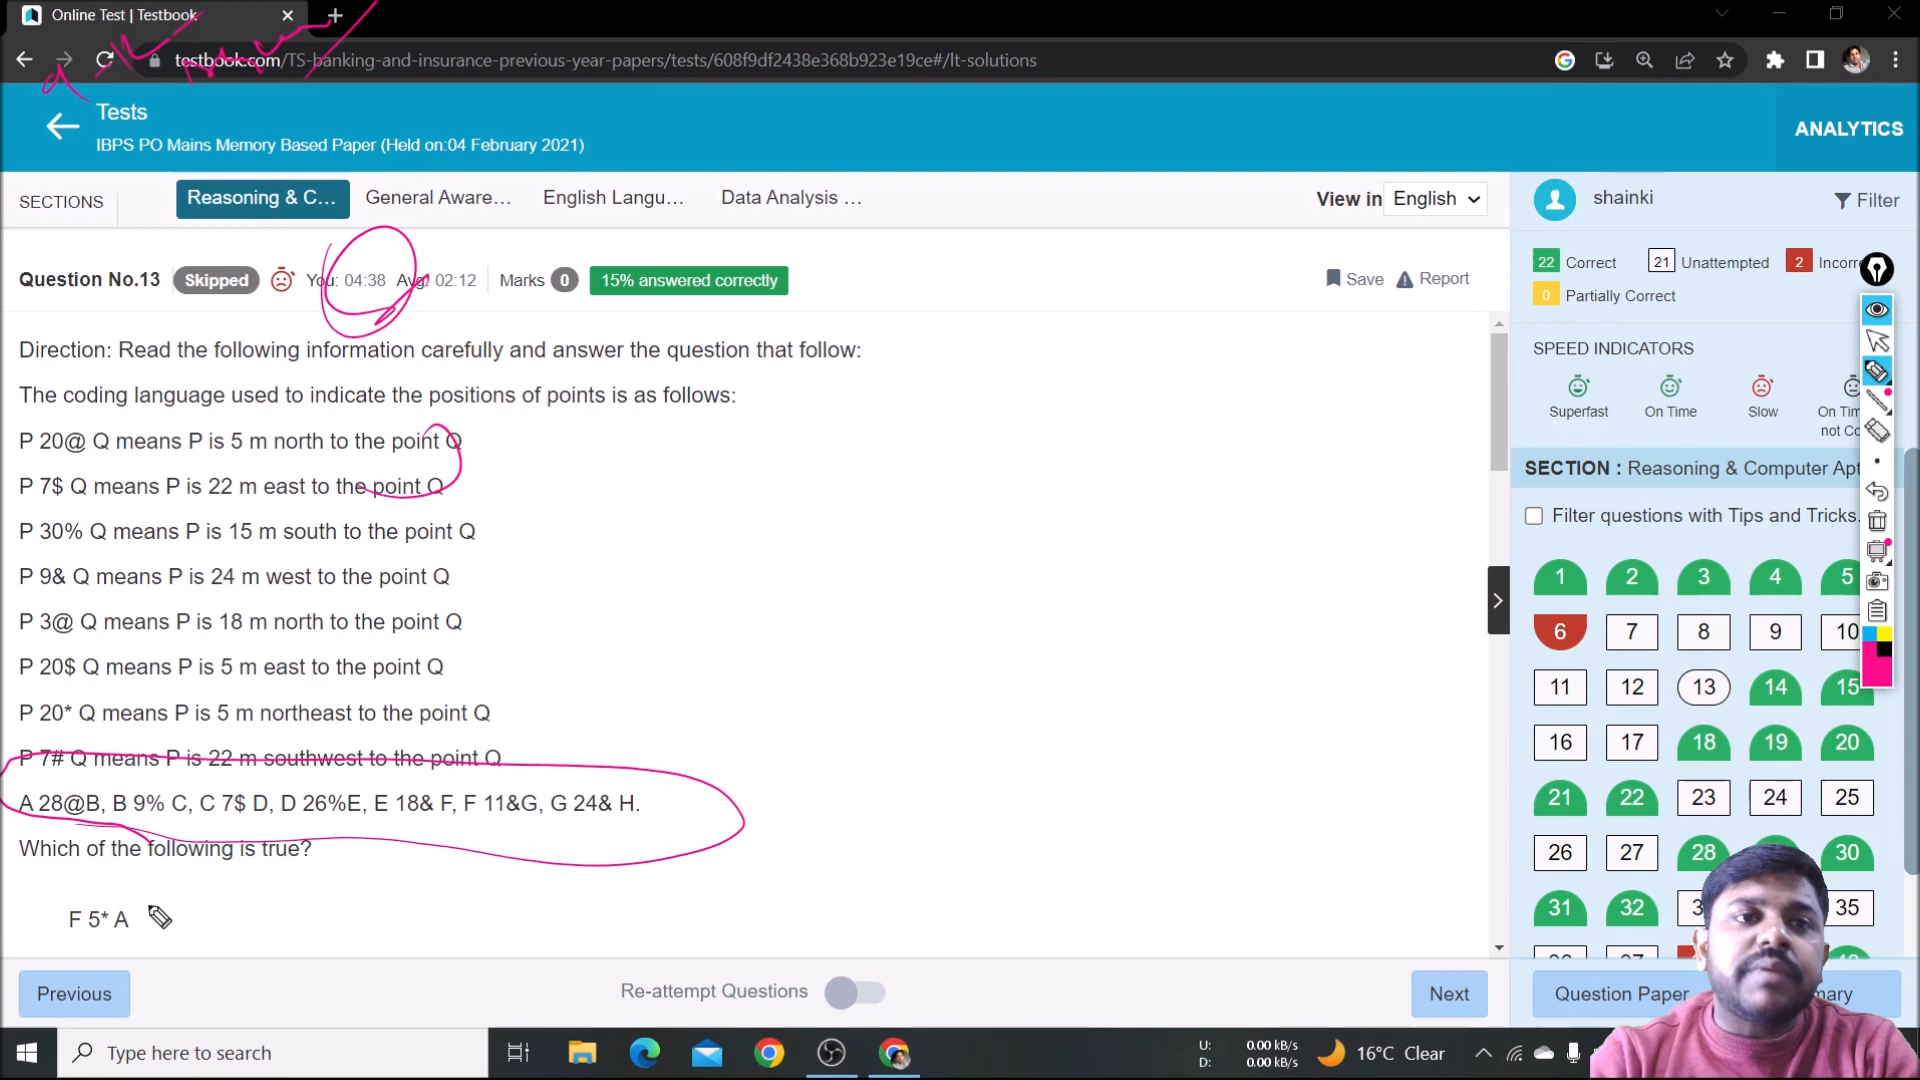 Online Test | Testbook
testbook.com/TS-banking-and-insurance-previous-year-papers/tests/608f9df2438e368b923e19ce#/lt-solutions
Tests
IBPS PO Mains Memory Based Paper (Held on:04 February 2021)
ANALYTICS
SECTIONS
Reasoning & C...
General Aware...
English Langu...
Data Analysis ...
View in English
shainki
Filter
Question No.13 Skipped You: 04:38 Avg: 02:12 Marks 0 15% answered correctly
Save Report
22 Correct 21 Unattempted 2 Incorre
0 Partially Correct
Direction: Read the following information carefully and answer the question that follow:
The coding language used to indicate the positions of points is as follows:
P 20@ Q means P is 5 m north to the point Q
P 7$ Q means P is 22 m east to the point Q
P 30% Q means P is 15 m south to the point Q
P 9& Q means P is 24 m west to the point Q
P 3@ Q means P is 18 m north to the point Q
P 20$ Q means P is 5 m east to the point Q
P 20* Q means P is 5 m northeast to the point Q
P 7# Q means P is 22 m southwest to the point Q
A 28@B, B 9% C, C 7$ D, D 26%E, E 18& F, F 11&G, G 24& H.
Which of the following is true?
F 5* A
SPEED INDICATORS
Superfast
On Time
Slow
On Tim
not Co
SECTION : Reasoning & Computer Apt
Filter questions with Tips and Tricks.
1 2 3 4 5
6 7 8 9 10
11 12 13 14 15
16 17 18 19 20
21 22 23 24 25
26 27 28 30
31 32 3 35
Previous
Re-attempt Questions
Next
Question Paper
mary
Type here to search
U: 0.00 kB/s
D: 0.00 kB/s
16°C Clear